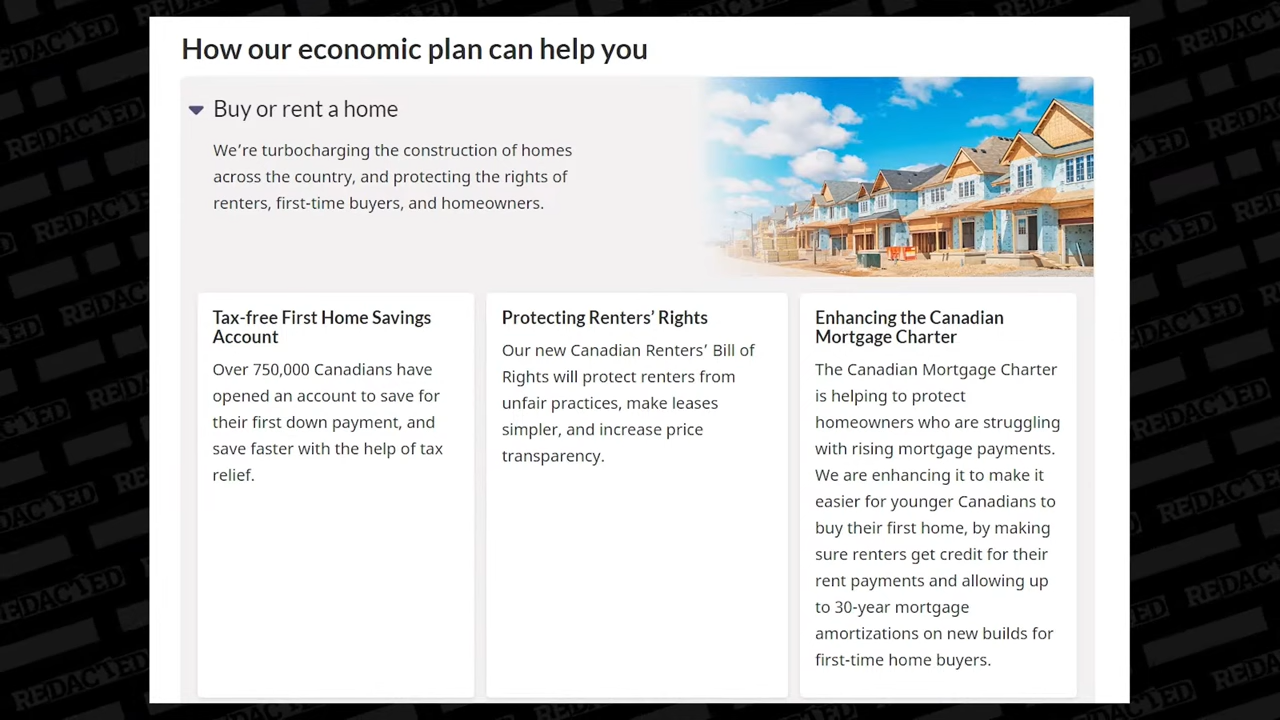 How our economic plan can help you
Buy or rent a home
We’re turbocharging the construction of homes
across the country, and protecting the rights of
renters, first-time buyers, and homeowners.
Tax-free First Home Savings
Account
Over 750,000 Canadians have
opened an account to save for
their first down payment, and
save faster with the help of tax
relief.
Protecting Renters’ Rights
Our new Canadian Renters’ Bill of
Rights will protect renters from
unfair practices, make leases
simpler, and increase price
transparency.
Enhancing the Canadian
Mortgage Charter
The Canadian Mortgage Charter
is helping to protect
homeowners who are struggling
with rising mortgage payments.
We are enhancing it to make it
easier for younger Canadians to
buy their first home, by making
sure renters get credit for their
rent payments and allowing up
to 30-year mortgage
amortizations on new builds for
first-time home buyers.
REDACTED
REDACTED
REDACTED
REDACTED
REDACTED